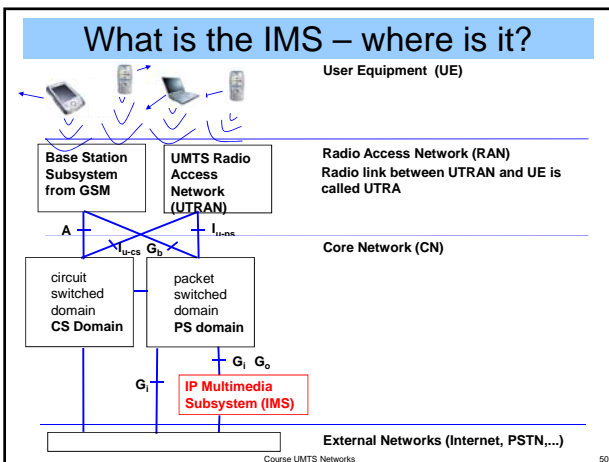 What is the IMS – where is it?
User Equipment (UE)
Base Station
Subsystem
from GSM
UMTS Radio
Access
Network
(UTRAN)
Radio Access Network (RAN)
Radio link between UTRAN and UE is
called UTRA
A
Iu-cs
Gb
Iu-ps
Core Network (CN)
circuit
switched
domain
CS Domain
packet
switched
domain
PS domain
Gi
Gi Go
IP Multimedia
Subsystem (IMS)
External Networks (Internet, PSTN,...)
Course UMTS Networks
50